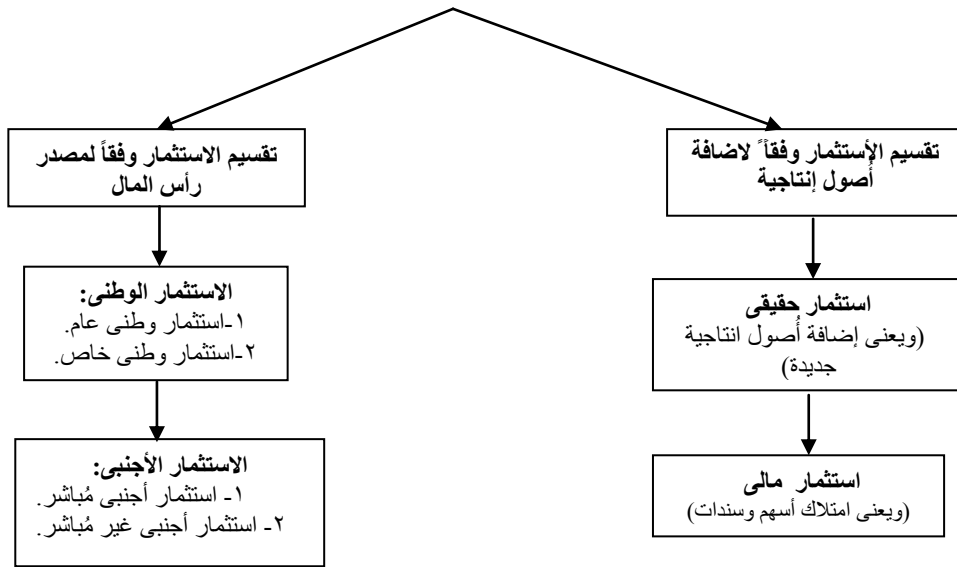 تقسيم الأستثمار وفقاً لاضافة
أُصول إنتاجية
استثمار حقيقى
(ويعنى إضافة أُصول انتاجية
جديدة)
استثمار مالى
(ويعنى امتلاك أسهم وسندات)
تقسيم الاستثمار وفقاً لمصدر
رأس المال
الاستثمار الوطنى:
١-استثمار وطنى عام.
٢-استثمار وطنى خاص.
الاستثمار الأجنبى:
١- استثمار أجنبى مُباشر.
٢- استثمار أجنبى غير مُباشر.